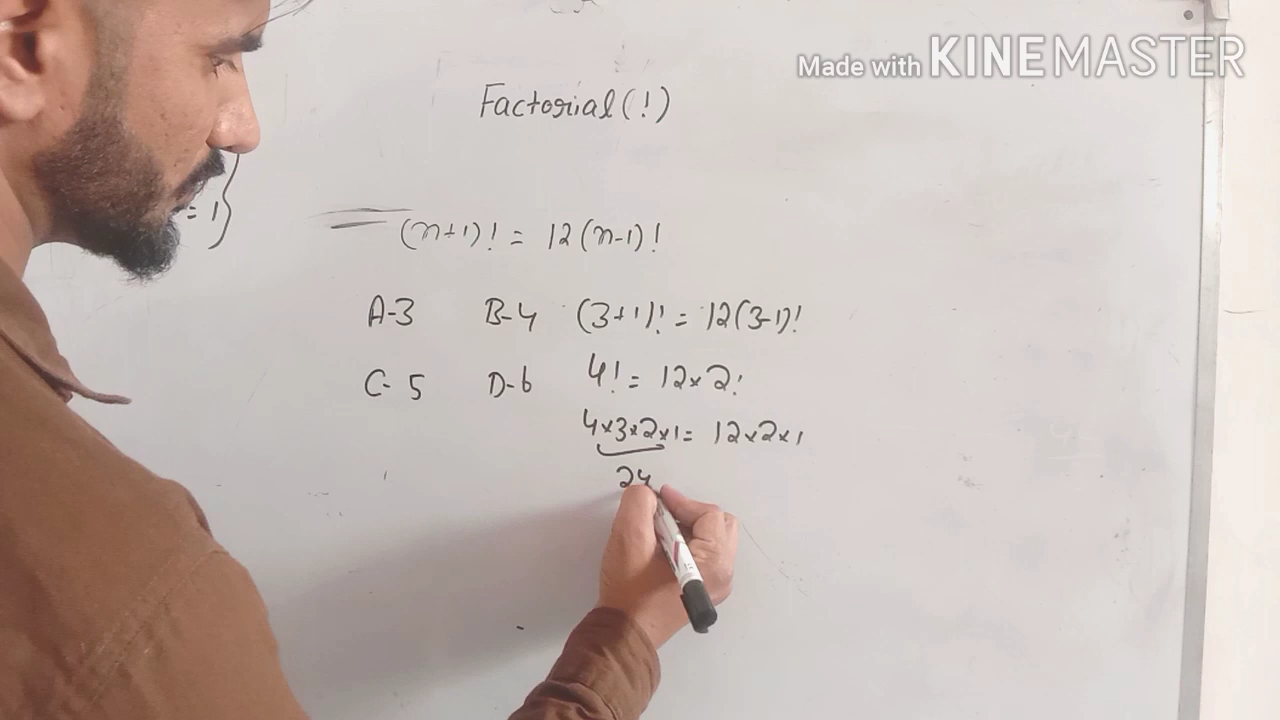 Made with KINEMASTER
Factorial (!)
= 1}
(n+1)! = 12(n-1)!
A-3 B-4 (3+1)! = 12(3-1)!
C- 5 D-6 4! = 12×2!
4×3×2×1 = 12×2×1
24